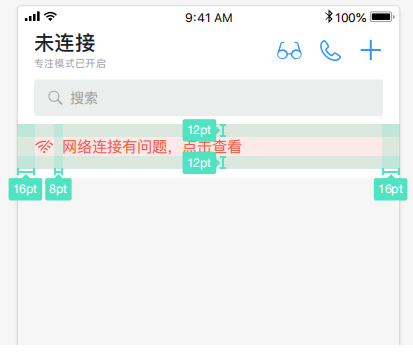 9:41 AM 100%
未连接
专注模式已开启
搜索
12pt
网络连接有问题，点击查看
12pt
16pt 8pt 16pt